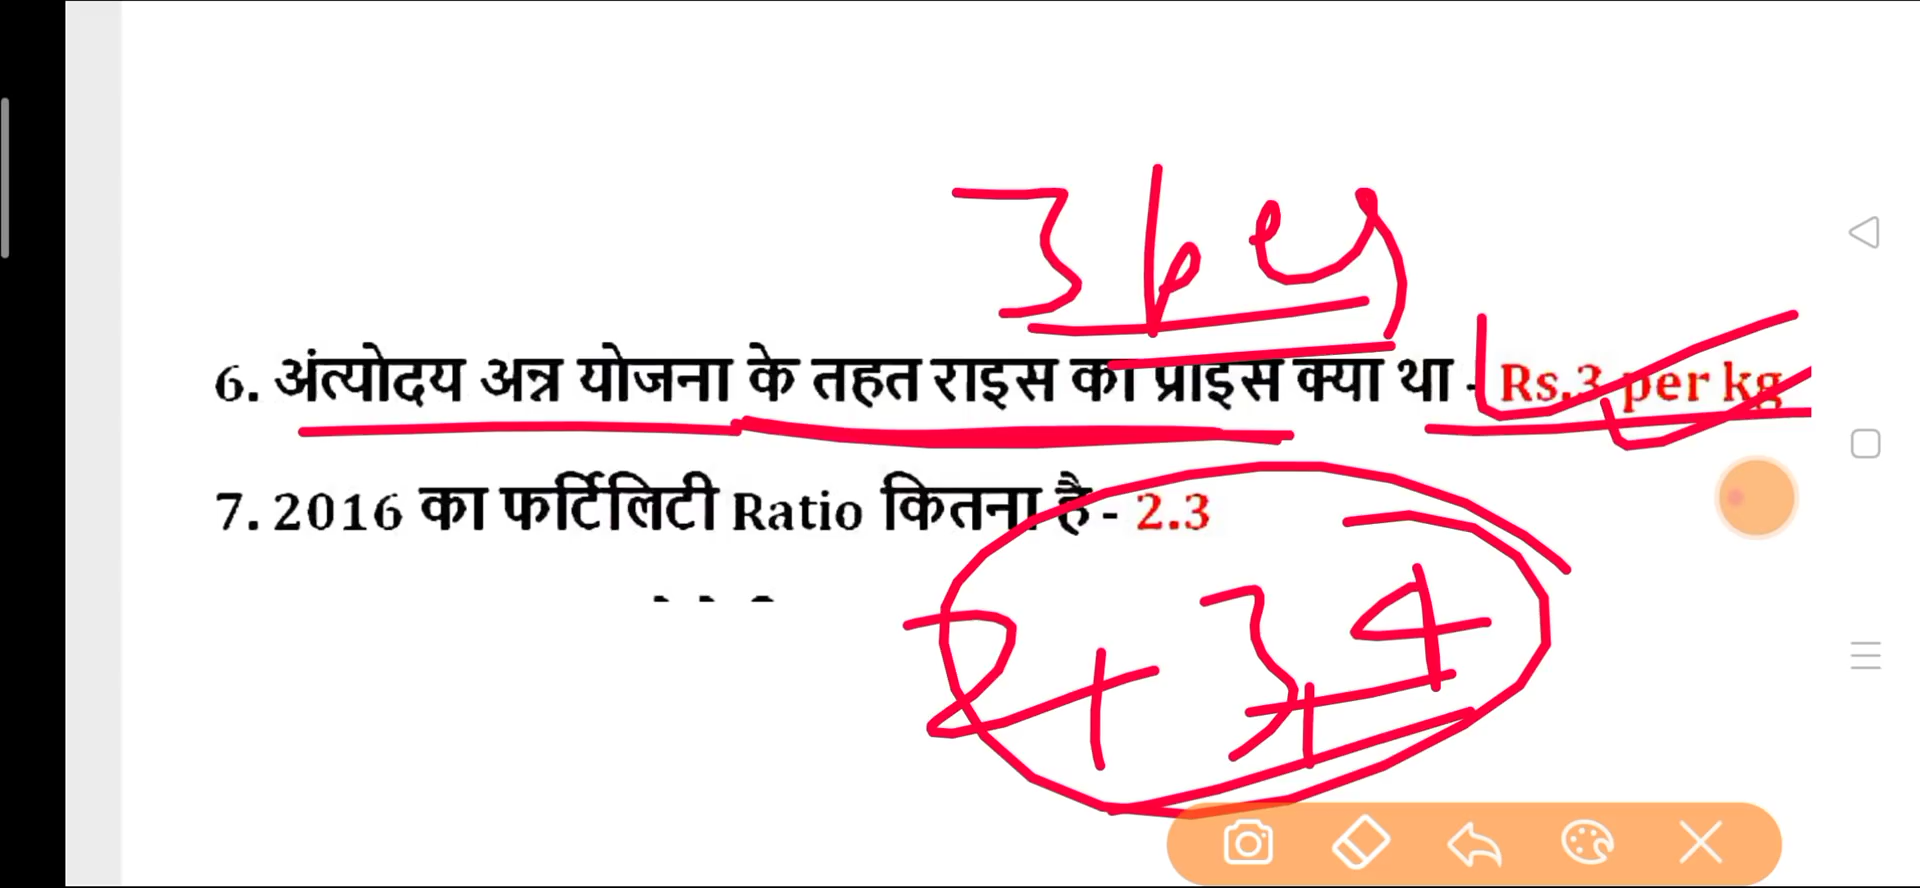 6. अंत्योदय अन्न योजना के तहत राइस का प्राइस क्या था - Rs.3 per kg
7. 2016 का फर्टिलिटी Ratio कितना है - 2.3
2 + 3,4